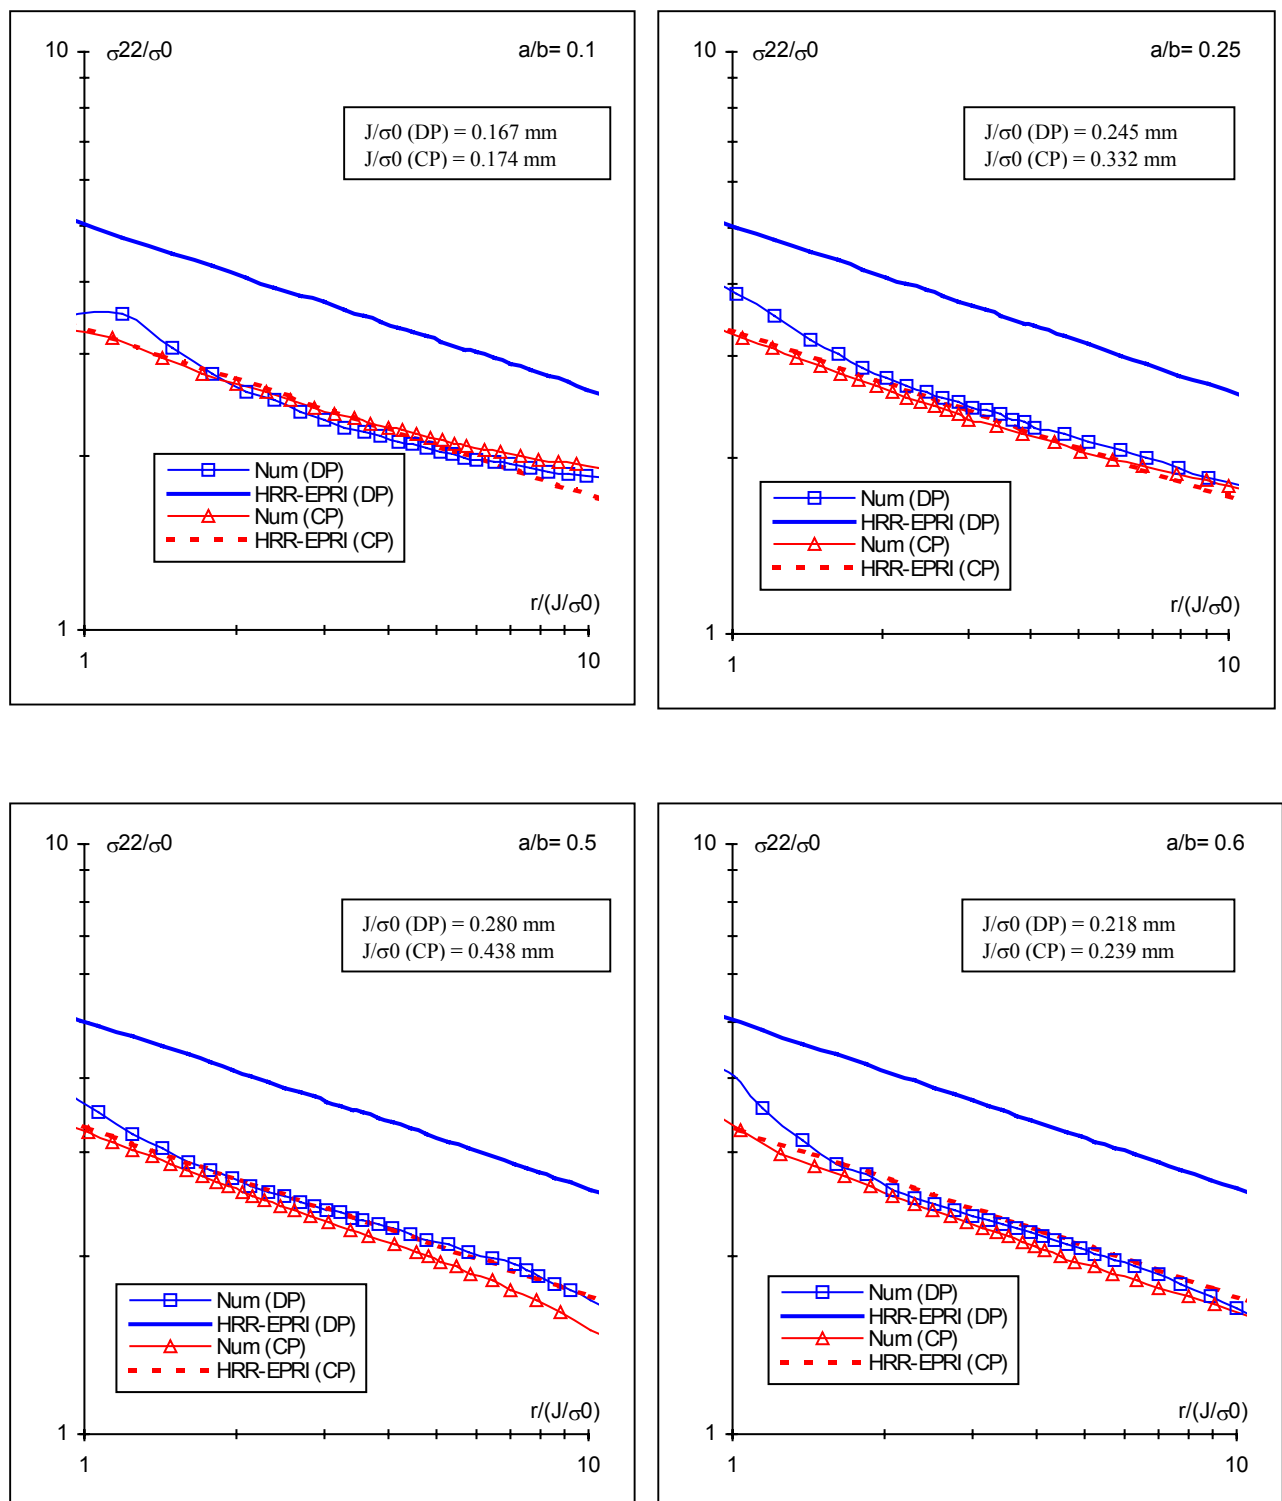 10 σ22/σ0 a/b= 0.1
J/σ0 (DP) = 0.167 mm
J/σ0 (CP) = 0.174 mm
Num (DP)
HRR-EPRI (DP)
Num (CP)
HRR-EPRI (CP)
r/(J/σ0)
1
1 10
10 σ22/σ0 a/b= 0.25
J/σ0 (DP) = 0.245 mm
J/σ0 (CP) = 0.332 mm
Num (DP)
HRR-EPRI (DP)
Num (CP)
HRR-EPRI (CP)
r/(J/σ0)
1
1 10
10 σ22/σ0 a/b= 0.5
J/σ0 (DP) = 0.280 mm
J/σ0 (CP) = 0.438 mm
Num (DP)
HRR-EPRI (DP)
Num (CP)
HRR-EPRI (CP)
r/(J/σ0)
1
1 10
10 σ22/σ0 a/b= 0.6
J/σ0 (DP) = 0.218 mm
J/σ0 (CP) = 0.239 mm
Num (DP)
HRR-EPRI (DP)
Num (CP)
HRR-EPRI (CP)
r/(J/σ0)
1
1 10